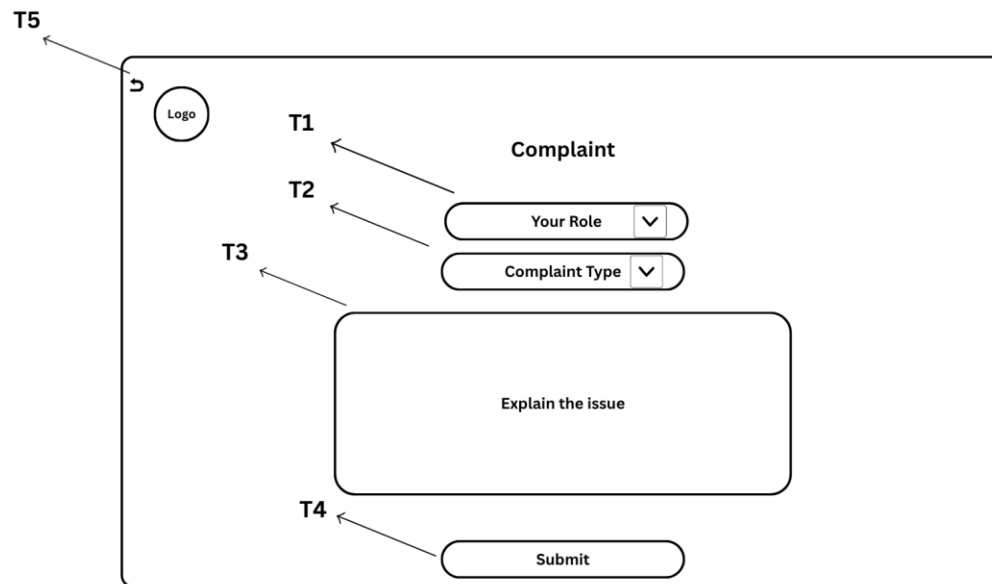 T5
Logo
T1
Complaint
T2
Your Role
T3
Complaint Type
Explain the issue
T4
Submit